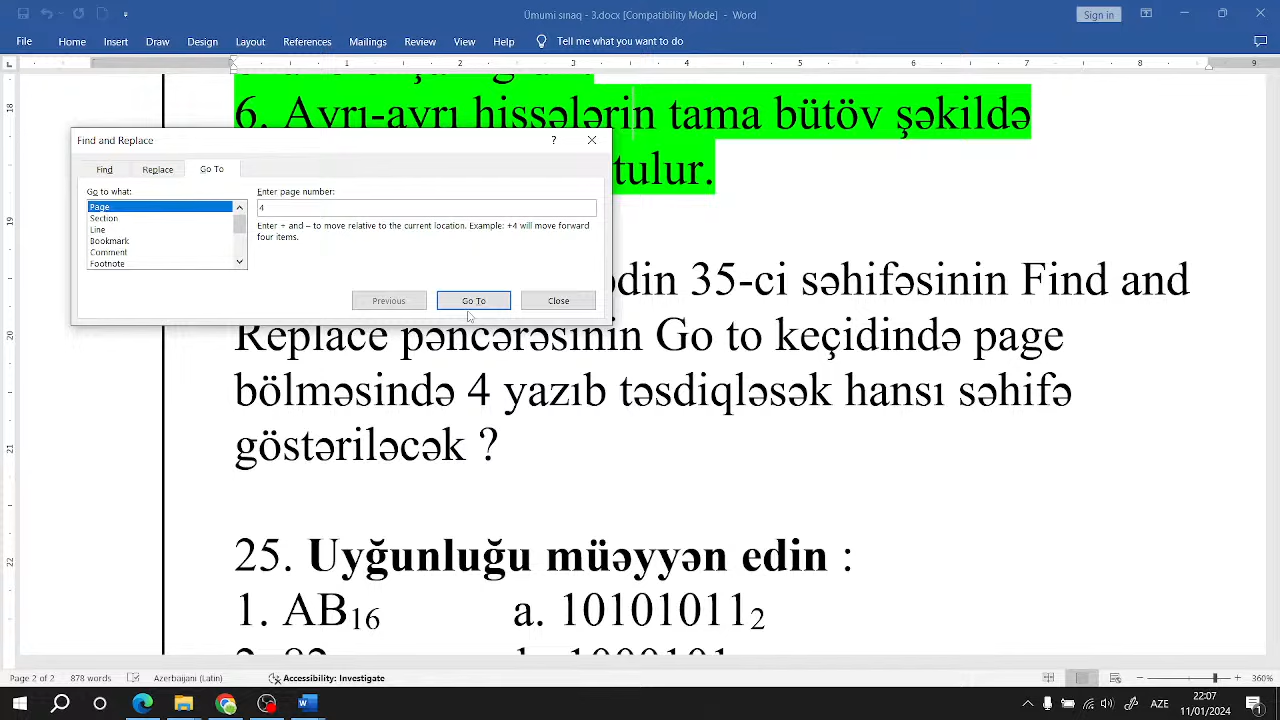 Ümumi sınaq - 3.docx [Compatibility Mode] - Word
Sign in
File Home Insert Draw Design Layout References Mailings Review View Help Tell me what you want to do
6. Ayrı-ayrı hissələrin tama bütöv şəkildə
tulur.
Find and Replace
? ×
Find Replace Go To
Go to what:
Enter page number:
Page
4
Section
Line
Bookmark
Comment
Footnote
Enter + and – to move relative to the current location. Example: +4 will move forward
four items.
Previous Go To Close
din 35-ci səhifəsinin Find and
Replace pəncərəsinin Go to keçidində page
bölməsində 4 yazıb təsdiqləsək hansı səhifə
göstəriləcək ?
25. Uyğunluğu müəyyən edin :
1. AB16 a. 101010112
Page 2 of 2 878 words Azerbaijani (Latin) Accessibility: Investigate 360%
AZE 22:07
11/01/2024